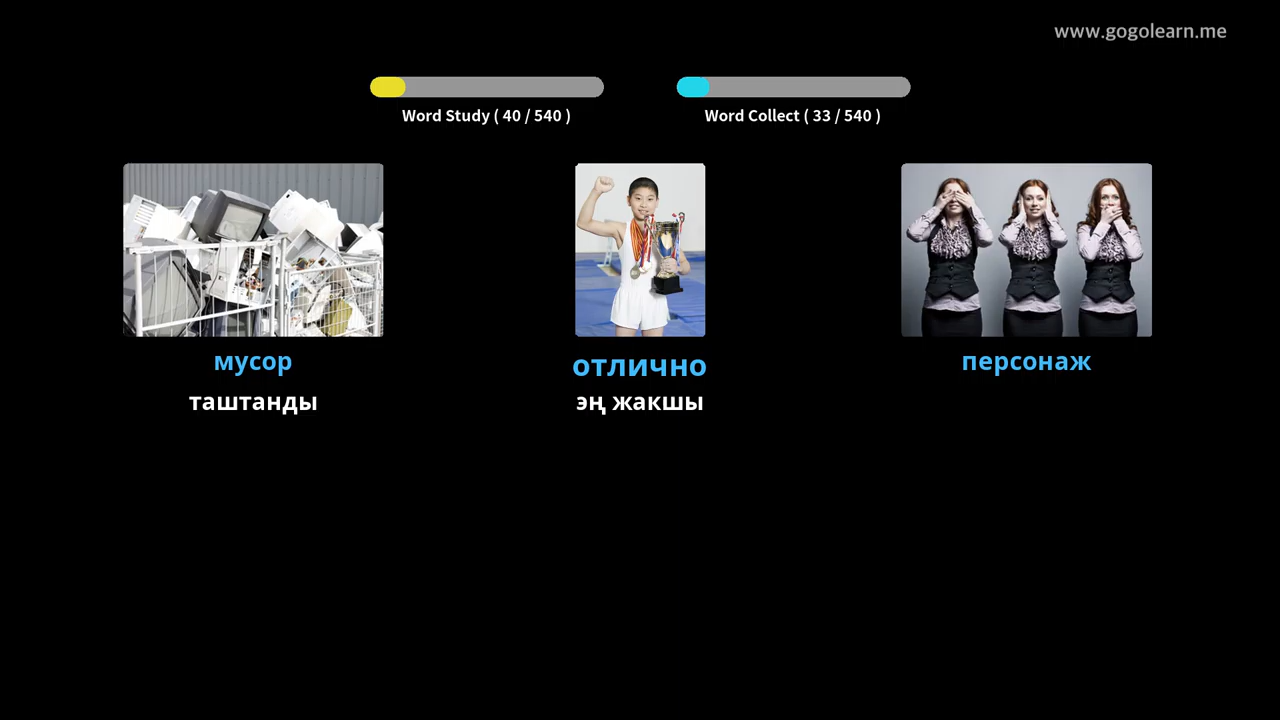 www.gogolearn.me
Word Study ( 40 / 540 )
Word Collect ( 33 / 540 )
мусор
таштанды
отлично
эң жакшы
персонаж